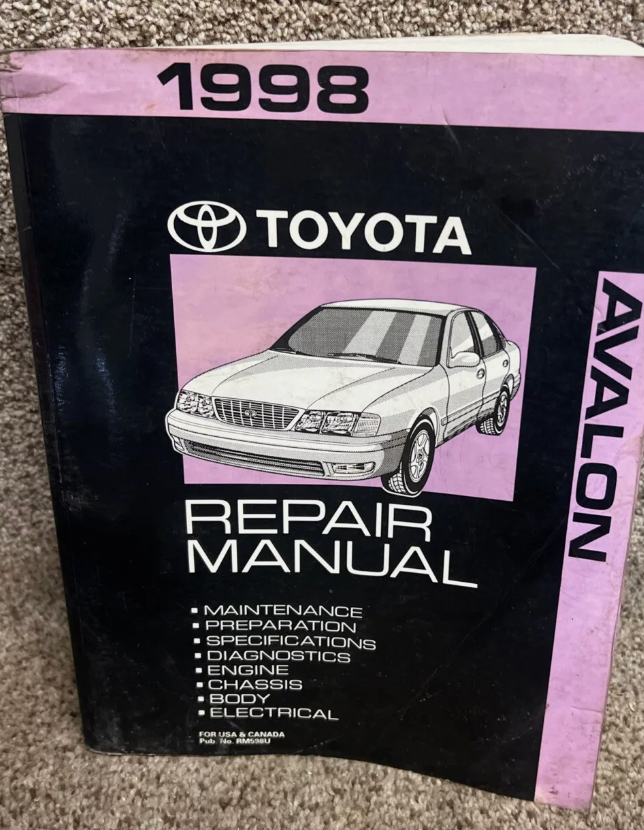 1998
TOYOTA
AVALON
REPAIR
MANUAL
▪ MAINTENANCE
▪ PREPARATION
▪ SPECIFICATIONS
▪ DIAGNOSTICS
▪ ENGINE
▪ CHASSIS
▪ BODY
▪ ELECTRICAL
FOR USA & CANADA
Pub. No. RM598U